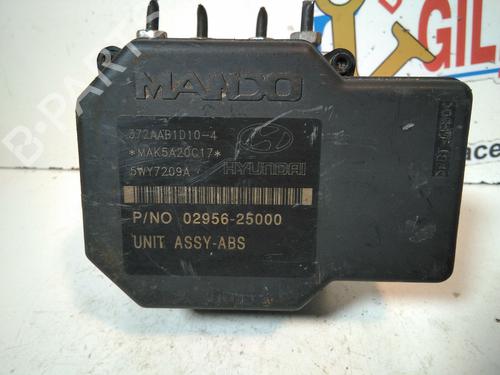 MANDO
372AAB1D10-4
*MAK5A20C17*
5WY7209A
HYUNDAI
P/NO 02956-25000
UNIT ASSY-ABS
B-PARTS
GIL